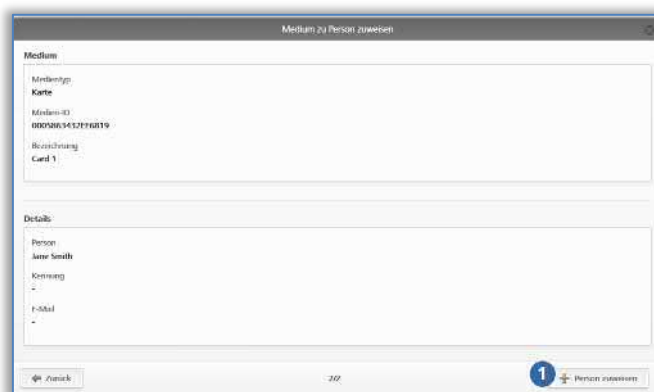 Medium zu Person zuweisen
Medium
Medientyp
Karte
Medien-ID
Bezeichnung
Card 1
Details
Person
Jane Smith
Kennung
-
E-Mail
-
Zurück
2/2
1
Person zuweisen